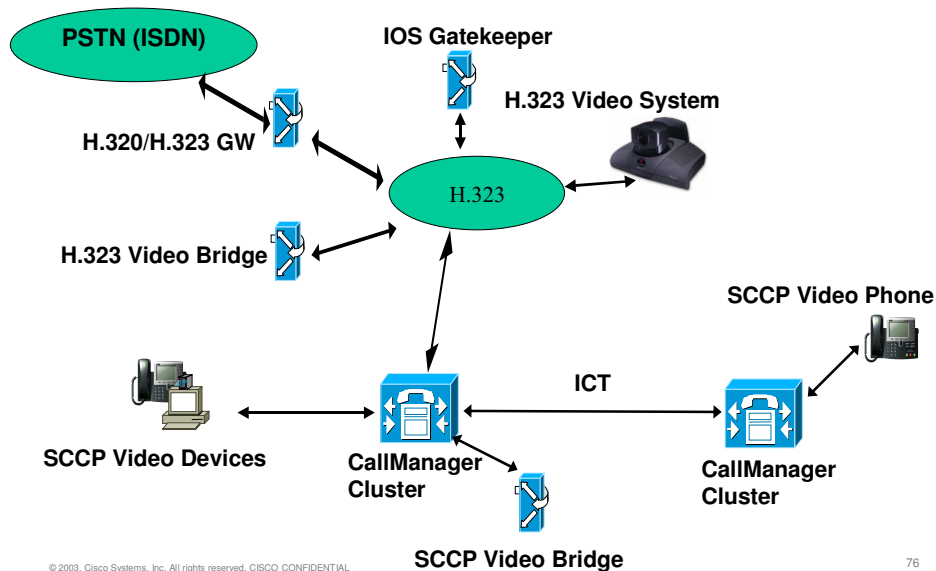 PSTN (ISDN)
IOS Gatekeeper
H.323 Video System
H.320/H.323 GW
H.323
H.323 Video Bridge
SCCP Video Phone
ICT
SCCP Video Devices
CallManager
Cluster
CallManager
Cluster
SCCP Video Bridge
© 2003, Cisco Systems, Inc. All rights reserved. CISCO CONFIDENTIAL
76